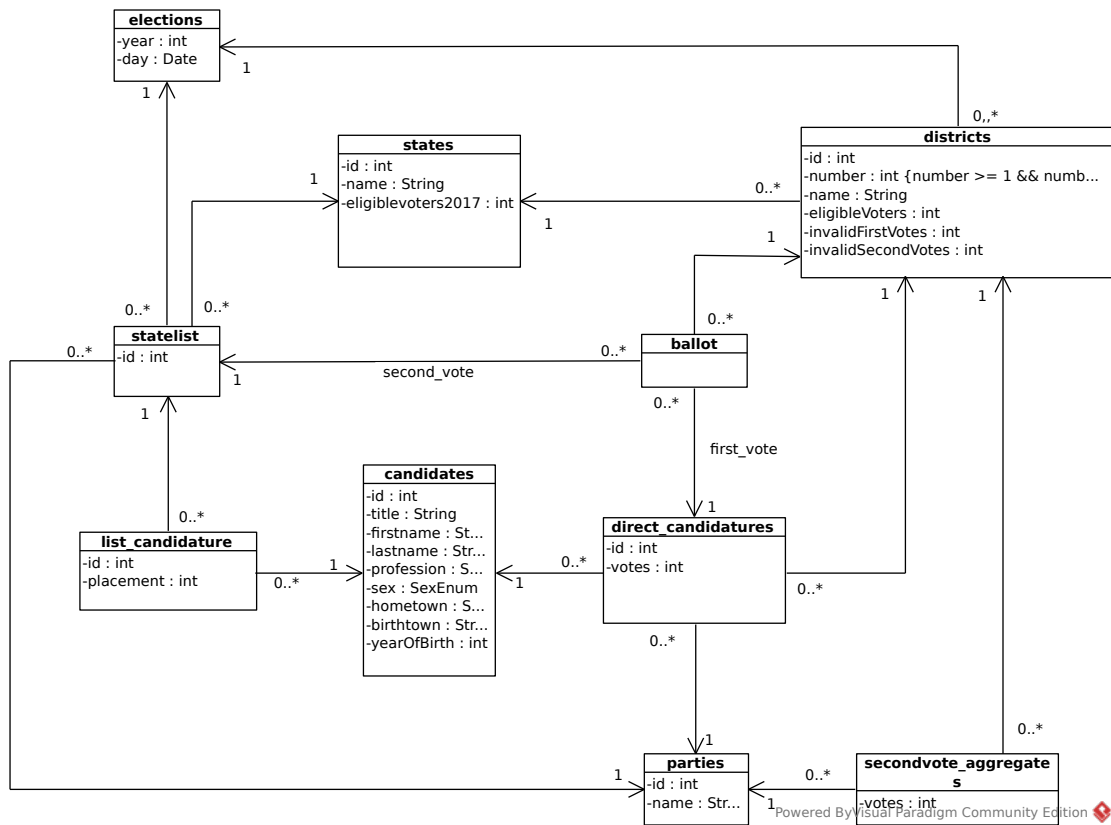 elections
-year : int
-day : Date
1
1
0,,*
districts
-id : int
-number : int {number >= 1 && numb...
-name : String
-eligibleVoters : int
-invalidFirstVotes : int
-invalidSecondVotes : int
states
-id : int
-name : String
-eligiblevoters2017 : int
1
0..*
1
1
1
1
0..*
0..*
0..*
statelist
-id : int
0..*
1
second_vote
0..*
0..*
ballot
0..*
first_vote
1
1
0..*
list_candidature
-id : int
-placement : int
0..*
1
candidates
-id : int
-title : String
-firstname : St...
-lastname : Str...
-profession : S...
-sex : SexEnum
-hometown : S...
-birthtown : Str...
-yearOfBirth : int
1
0..*
direct_candidatures
-id : int
-votes : int
0..*
0..*
0..*
1
1
parties
-id : int
-name : Str...
1
0..*
secondvote_aggregate
s
-votes : int
Powered ByVisual Paradigm Community Edition